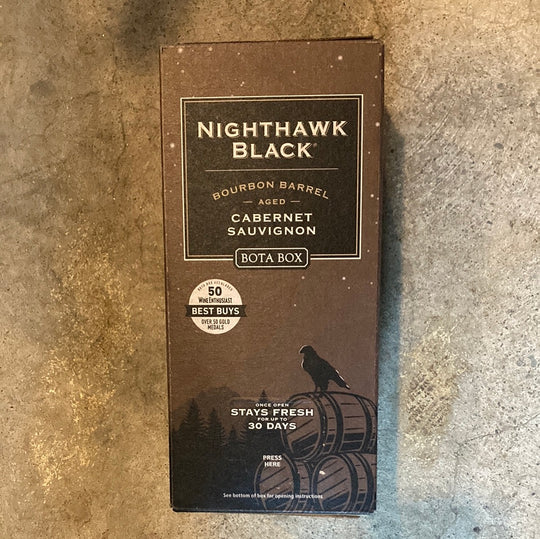 NIGHTHAWK
BLACK®
BOURBON BARREL
AGED
CABERNET
SAUVIGNON
BOTA BOX
50
WINE ENTHUSIAST
BEST BUYS
OVER 50 GOLD
MEDALS
ONCE OPEN
STAYS FRESH
FOR UP TO
30 DAYS
PRESS
HERE
See bottom of box for opening instructions